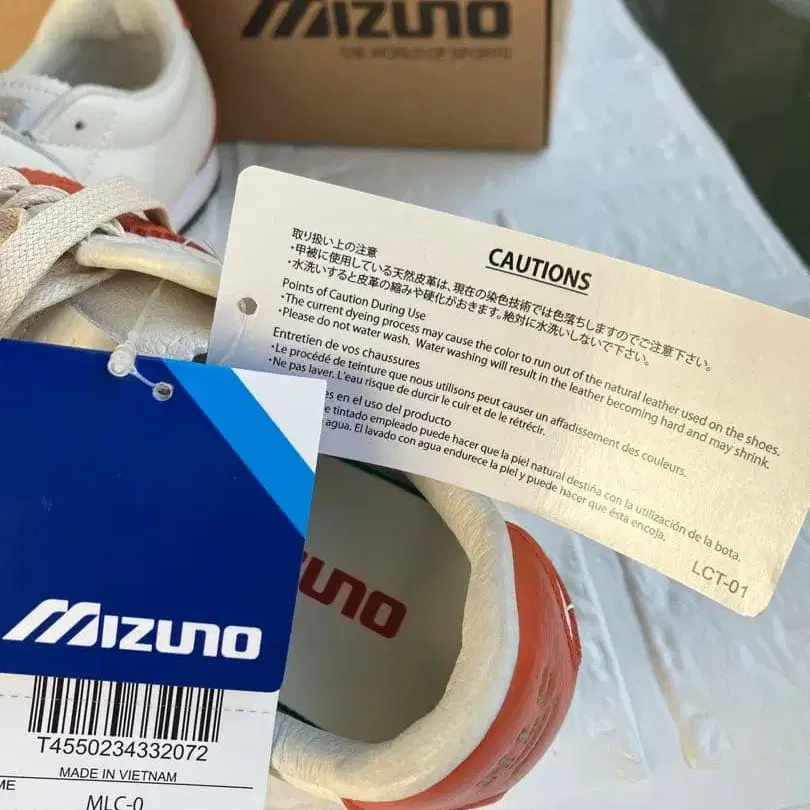 MIZUNO
THE WORLD OF SPORTS
CAUTIONS
取り扱い上の注意
・甲被に使用している天然皮革は、現在の染色技術では色落ちしますのでご注意下さい。
・水洗いすると皮革の縮みや硬化がおきます。絶対に水洗いしないで下さい。
Points of Caution During Use
・The current dyeing process may cause the color to run out of the natural leather used on the shoes.
・Please do not water wash. Water washing will result in the leather becoming hard and may shrink.
Entretien de vos chaussures
・Le procédé de teinture que nous utilisons peut causer un affadissement des couleurs.
・Ne pas laver. L'eau risque de durcir le cuir et de le rétrécir.
es en el uso del producto
e tintado empleado puede hacer que la piel natural destiña con la utilización de la bota.
agua. El lavado con agua endurece la piel y puede hacer que ésta encoja.
LCT-01
MIZUNO
MIZUNO
T4550234332072
MADE IN VIETNAM
ME
MLC-0